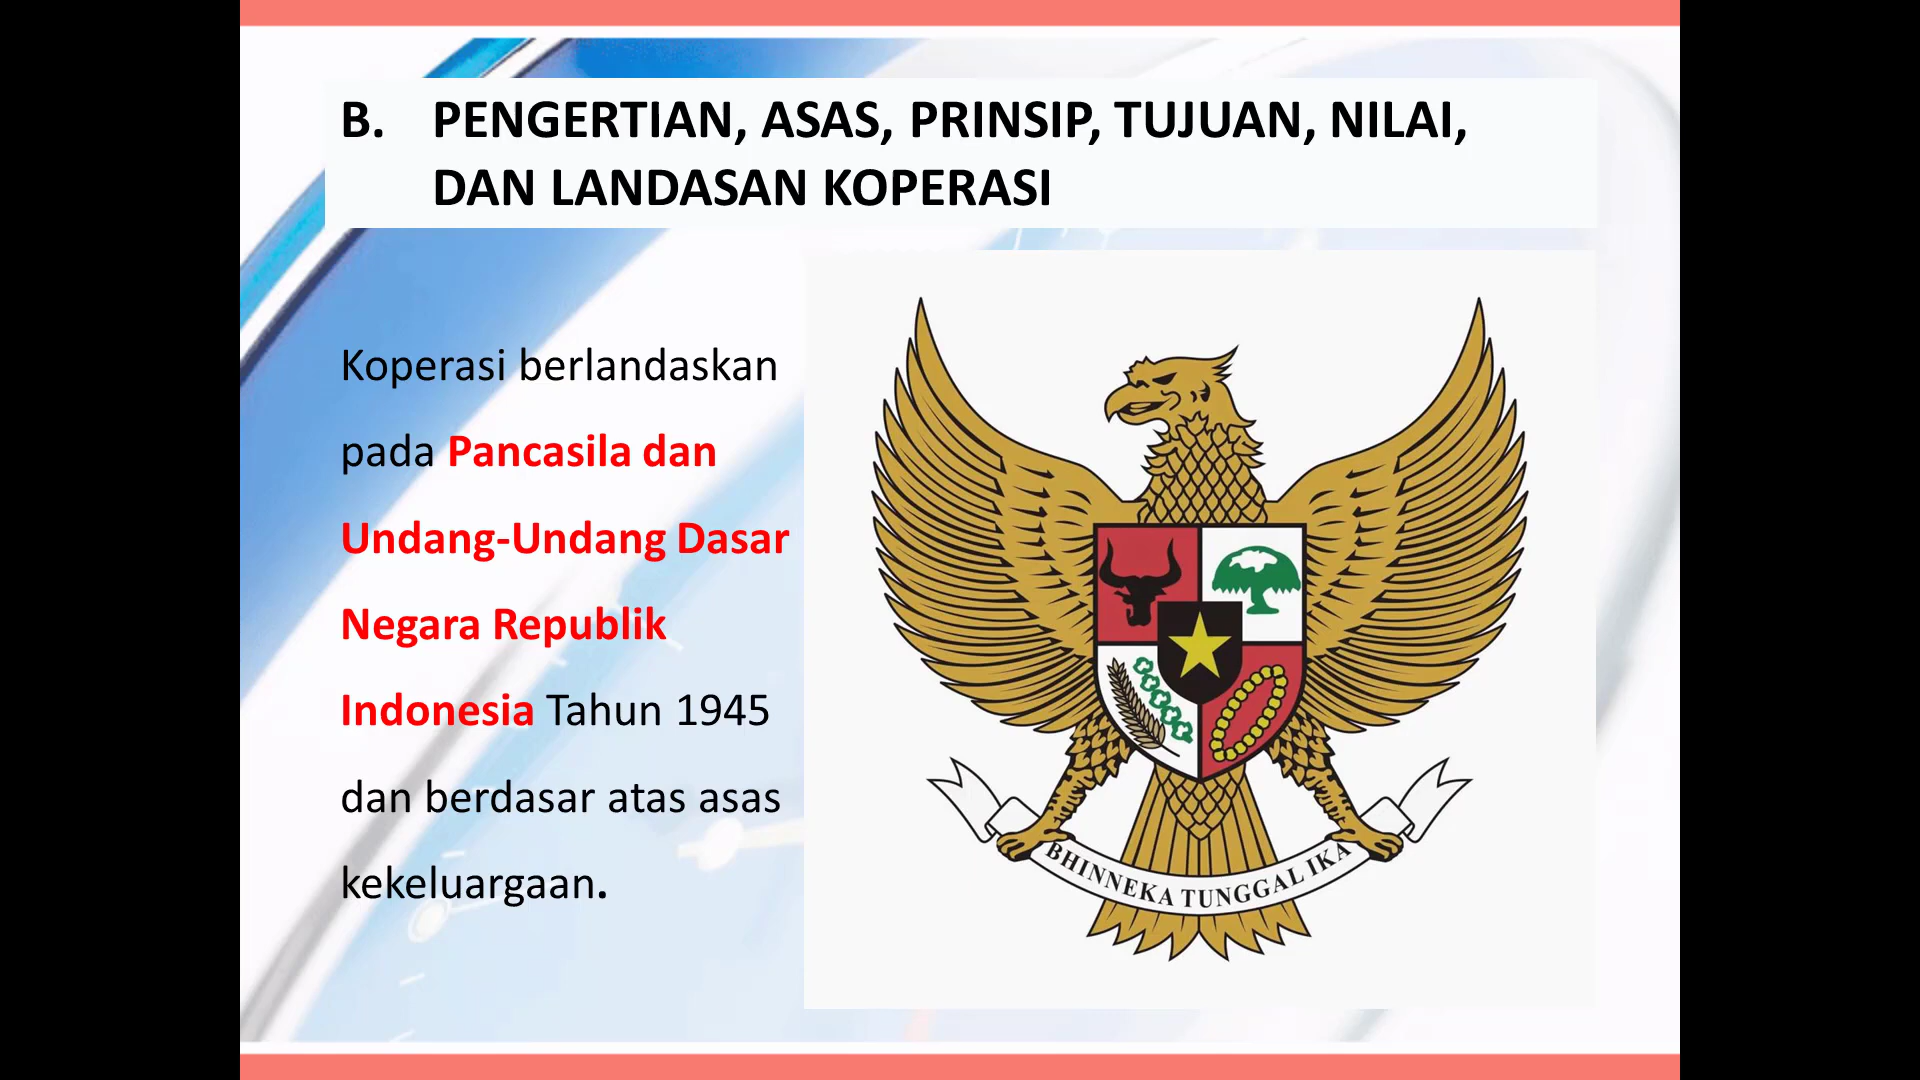 B. PENGERTIAN, ASAS, PRINSIP, TUJUAN, NILAI,
DAN LANDASAN KOPERASI
Koperasi berlandaskan
pada Pancasila dan
Undang-Undang Dasar
Negara Republik
Indonesia Tahun 1945
dan berdasar atas asas
kekeluargaan.
BHINNEKA TUNGGAL IKA